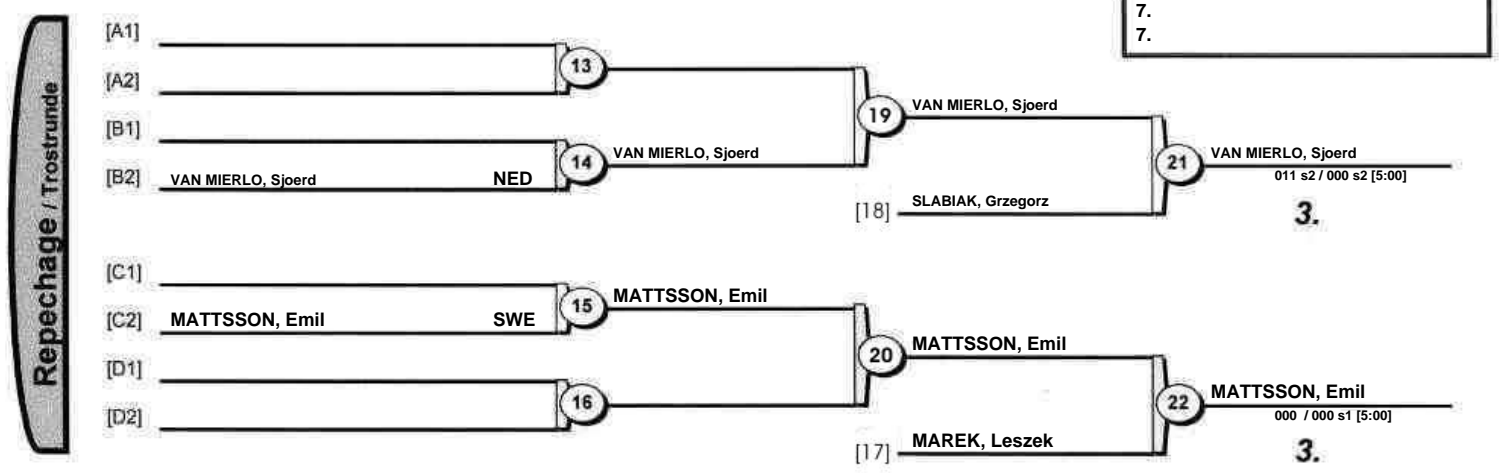 7.
7.
Repechage / Trostrunde
[A1]
13
[A2]
19 VAN MIERLO, Sjoerd
[B1]
14 VAN MIERLO, Sjoerd
21 VAN MIERLO, Sjoerd
011 s2 / 000 s2 [5:00]
[B2] VAN MIERLO, Sjoerd NED
[18] SLABIAK, Grzegorz
3.
[C1]
15 MATTSSON, Emil
[C2] MATTSSON, Emil SWE
20 MATTSSON, Emil
[D1]
16
22 MATTSSON, Emil
000 / 000 s1 [5:00]
[D2]
[17] MAREK, Leszek
3.